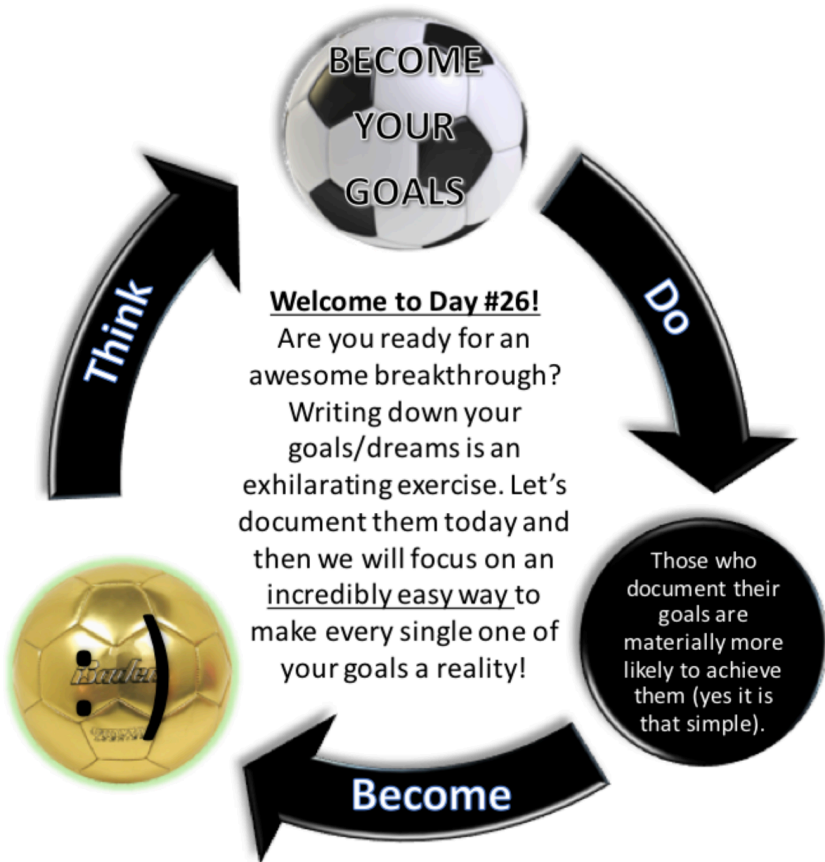 BECOME
YOUR
GOALS
Think
Do
Welcome to Day #26!
Are you ready for an
awesome breakthrough?
Writing down your
goals/dreams is an
exhilarating exercise. Let's
document them today and
then we will focus on an
incredibly easy way to
make every single one of
your goals a reality!
Those who
document their
goals are
materially more
likely to achieve
them (yes it is
that simple).
Baden
:)
Become